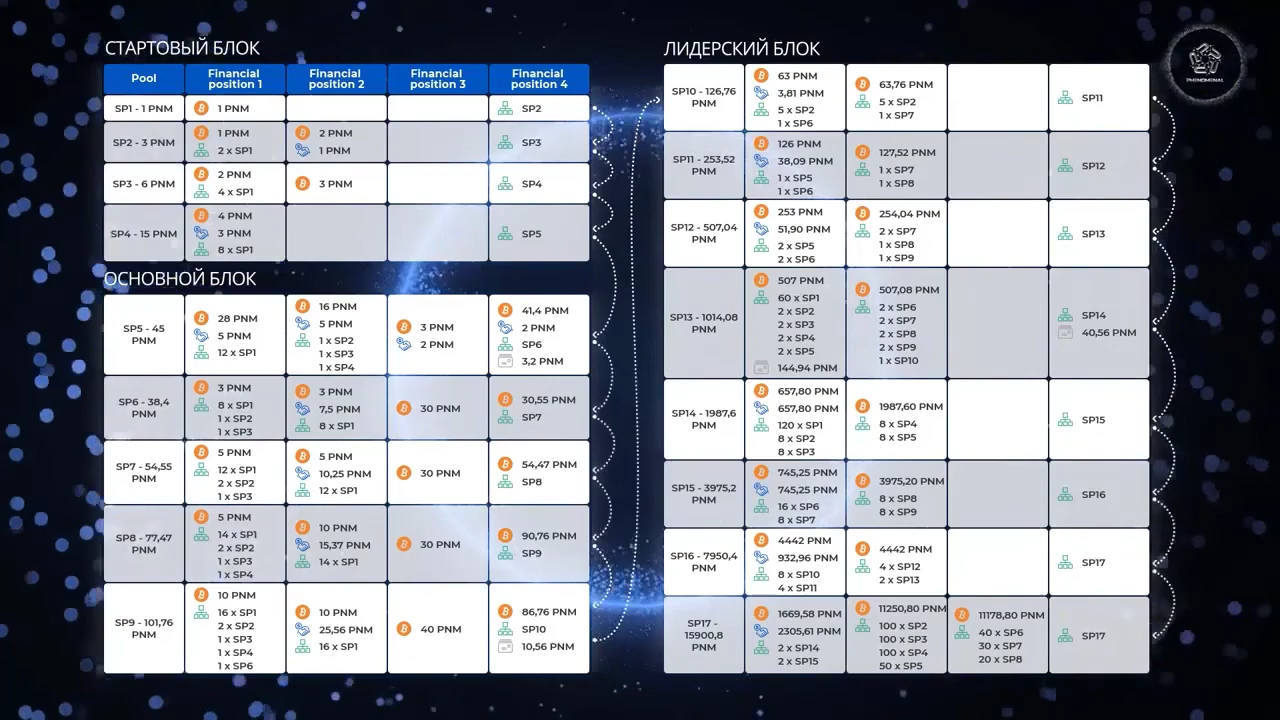 СТАРТОВЫЙ БЛОК
Pool
Financial position 1
Financial position 2
Financial position 3
Financial position 4
SP1 - 1 PNM
1 PNM
SP2
SP2 - 3 PNM
1 PNM
2 x SP1
2 PNM
1 PNM
SP3
SP3 - 6 PNM
2 PNM
4 x SP1
3 PNM
SP4
SP4 - 15 PNM
4 PNM
3 PNM
8 x SP1
SP5
ОСНОВНОЙ БЛОК
SP5 - 45
PNM
28 PNM
5 PNM
12 x SP1
16 PNM
5 PNM
1 x SP2
1 x SP3
1 x SP4
3 PNM
2 PNM
41,4 PNM
2 PNM
SP6
3,2 PNM
SP6 - 38,4
PNM
3 PNM
8 x SP1
1 x SP2
1 x SP3
3 PNM
7,5 PNM
8 x SP1
30 PNM
30,55 PNM
SP7
SP7 - 54,55
PNM
5 PNM
12 x SP1
2 x SP2
1 x SP3
5 PNM
10,25 PNM
12 x SP1
30 PNM
54,47 PNM
SP8
SP8 - 77,47
PNM
5 PNM
14 x SP1
2 x SP2
1 x SP3
1 x SP4
10 PNM
15,37 PNM
14 x SP1
30 PNM
90,76 PNM
SP9
SP9 - 101,76
PNM
10 PNM
16 x SP1
2 x SP2
1 x SP3
1 x SP4
1 x SP6
10 PNM
25,56 PNM
16 x SP1
40 PNM
86,76 PNM
SP10
10,56 PNM
ЛИДЕРСКИЙ БЛОК
SP10 - 126,76
PNM
63 PNM
3,81 PNM
5 x SP2
1 x SP6
63,76 PNM
5 x SP2
1 x SP7
SP11
SP11 - 253,52
PNM
126 PNM
38,09 PNM
1 x SP5
1 x SP6
127,52 PNM
1 x SP7
1 x SP8
SP12
SP12 - 507,04
PNM
253 PNM
51,90 PNM
2 x SP5
2 x SP6
254,04 PNM
2 x SP7
1 x SP8
1 x SP9
SP13
SP13 - 1014,08
PNM
507 PNM
60 x SP1
2 x SP2
2 x SP3
2 x SP4
2 x SP5
144,94 PNM
507,08 PNM
2 x SP6
2 x SP7
2 x SP8
2 x SP9
1 x SP10
SP14
40,56 PNM
SP14 - 1987,6
PNM
657,80 PNM
657,80 PNM
120 x SP1
8 x SP2
8 x SP3
1987,60 PNM
8 x SP4
8 x SP5
SP15
SP15 - 3975,2
PNM
745,25 PNM
745,25 PNM
16 x SP6
8 x SP7
3975,20 PNM
8 x SP8
8 x SP9
SP16
SP16 - 7950,4
PNM
4442 PNM
932,96 PNM
8 x SP10
4 x SP11
4442 PNM
4 x SP12
2 x SP13
SP17
SP17 -
15900,8
PNM
1669,58 PNM
2305,61 PNM
2 x SP14
2 x SP15
11250,80 PNM
100 x SP2
100 x SP3
100 x SP4
50 x SP5
11178,80 PNM
40 x SP6
30 x SP7
20 x SP8
SP17
PHENOMENAL